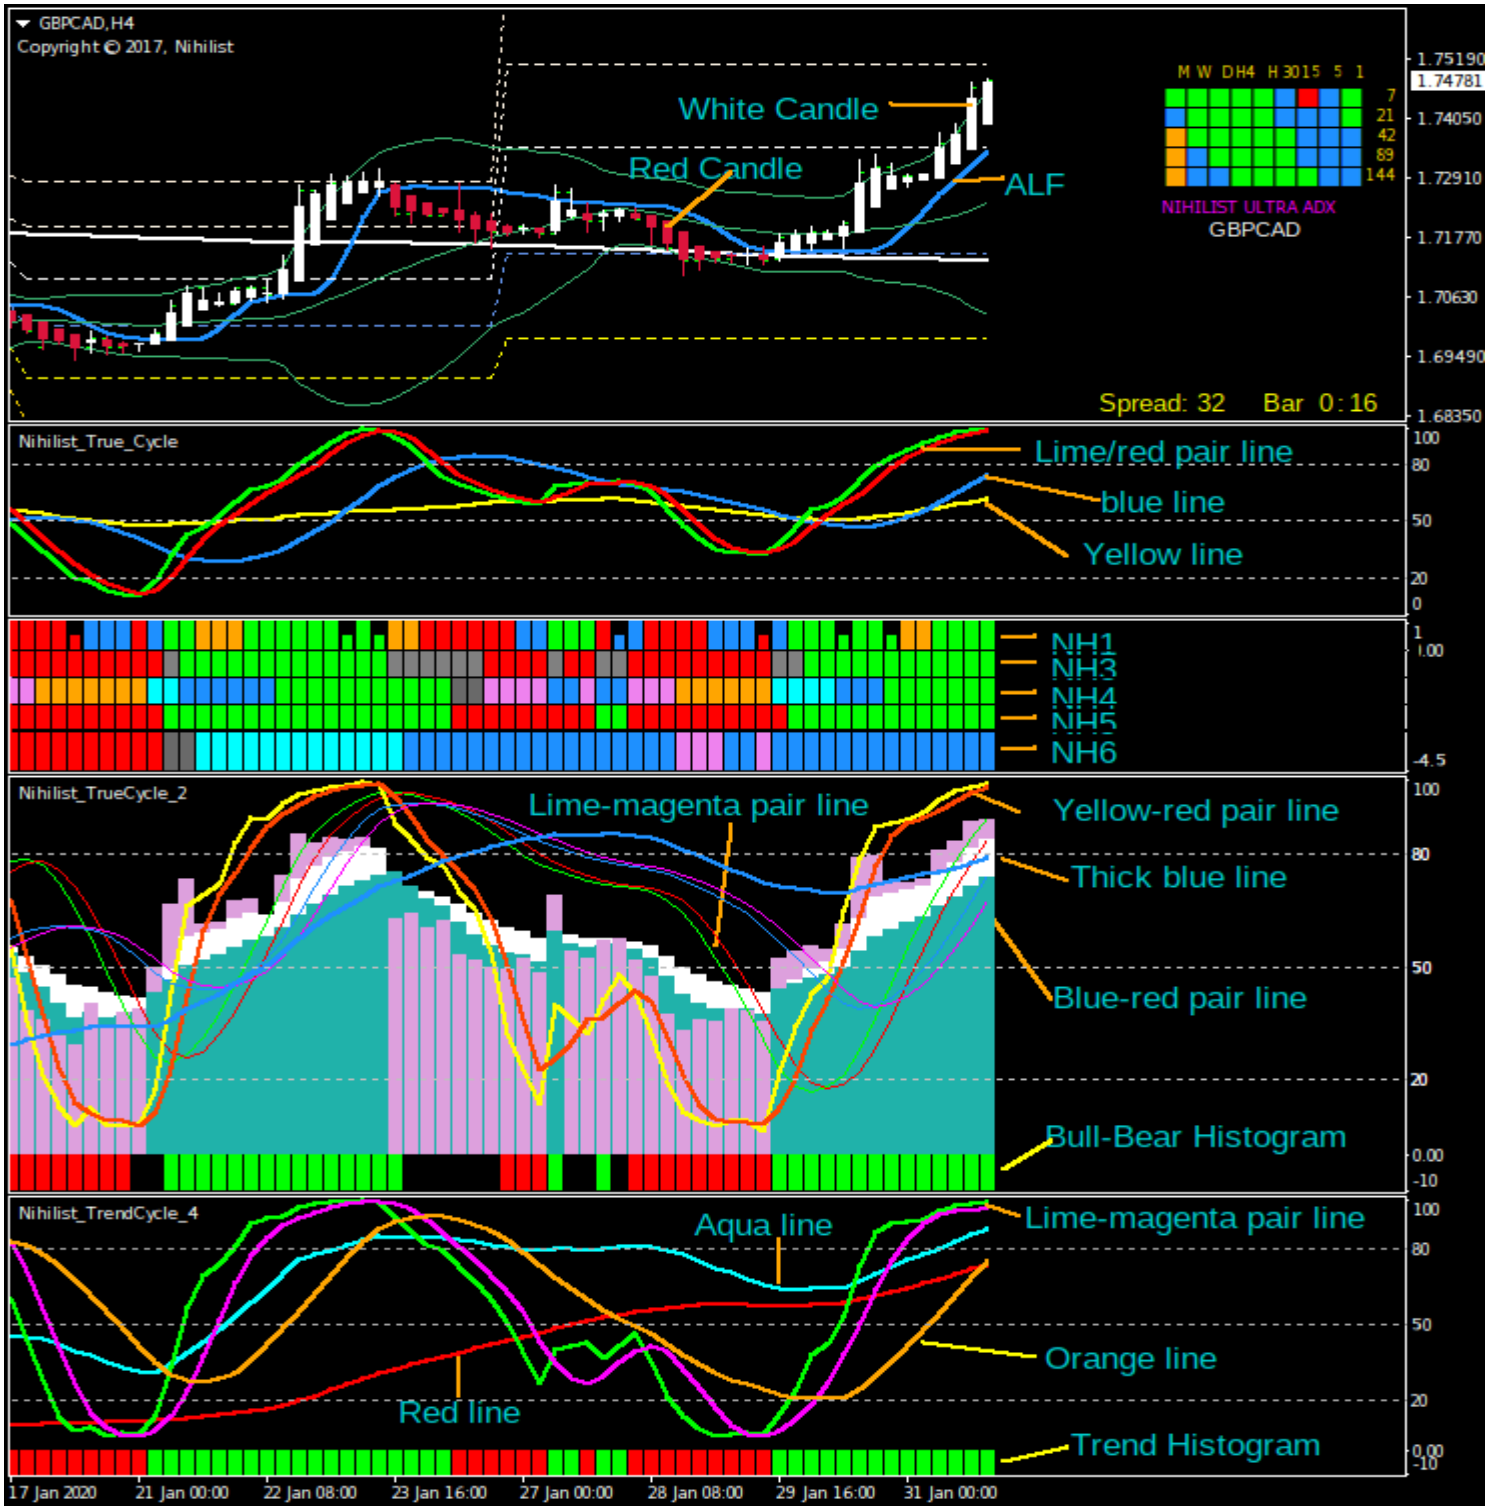 GBPCAD,H4
Copyright © 2017, Nihilist
1.75190
1.74781
M W D H4 H 30 15 5 1
7
White Candle
21
1.74050
42
Red Candle
89
ALF
144
1.72910
NIHILIST ULTRA ADX
GBPCAD
1.71770
1.70630
1.69490
Spread: 32 Bar 0:16
1.68350
Nihilist_True_Cycle
100
Lime/red pair line
80
blue line
50
Yellow line
20
0
NH1
1
1.00
NH3
NH4
NH5
NH6
-4.5
Nihilist_TrueCycle_2
100
Lime-magenta pair line
Yellow-red pair line
80
Thick blue line
50
Blue-red pair line
20
Bull-Bear Histogram
0.00
-10
Nihilist_TrendCycle_4
100
Aqua line
Lime-magenta pair line
80
50
Orange line
20
Red line
Trend Histogram
0.00
-10
17 Jan 2020 21 Jan 00:00 22 Jan 08:00 23 Jan 16:00 27 Jan 00:00 28 Jan 08:00 29 Jan 16:00 31 Jan 00:00